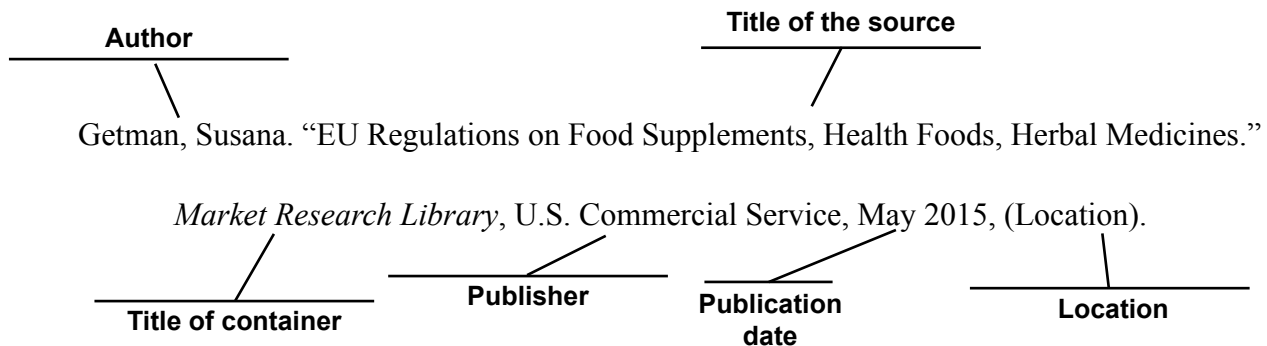 Author
Title of the source
Getman, Susana. “EU Regulations on Food Supplements, Health Foods, Herbal Medicines.”
Market Research Library, U.S. Commercial Service, May 2015, (Location).
Title of container
Publisher
Publication
date
Location